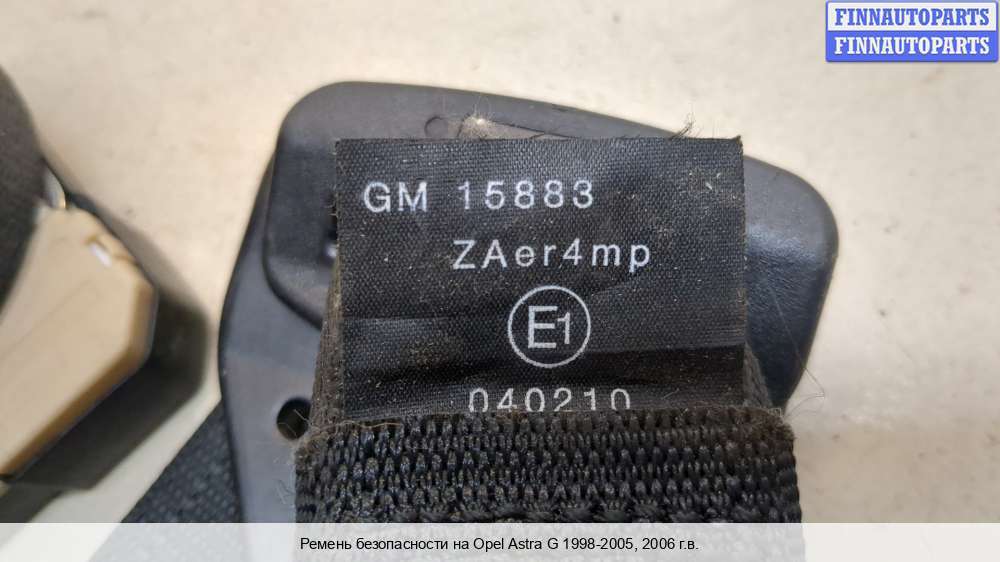 FINNAUTOPARTS
FINNAUTOPARTS
GM 15883
ZAer4mp
E1
040210
Ремень безопасности на Opel Astra G 1998-2005, 2006 г.в.